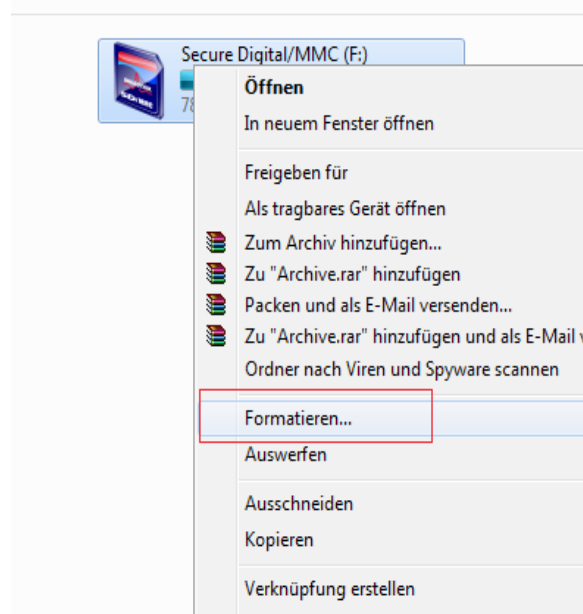 Secure Digital/MMC (F:)
78
Öffnen
In neuem Fenster öffnen
Freigeben für
Als tragbares Gerät öffnen
Zum Archiv hinzufügen...
Zu "Archive.rar" hinzufügen
Packen und als E-Mail versenden...
Zu "Archive.rar" hinzufügen und als E-Mail
Ordner nach Viren und Spyware scannen
Formatieren...
Auswerfen
Ausschneiden
Kopieren
Verknüpfung erstellen